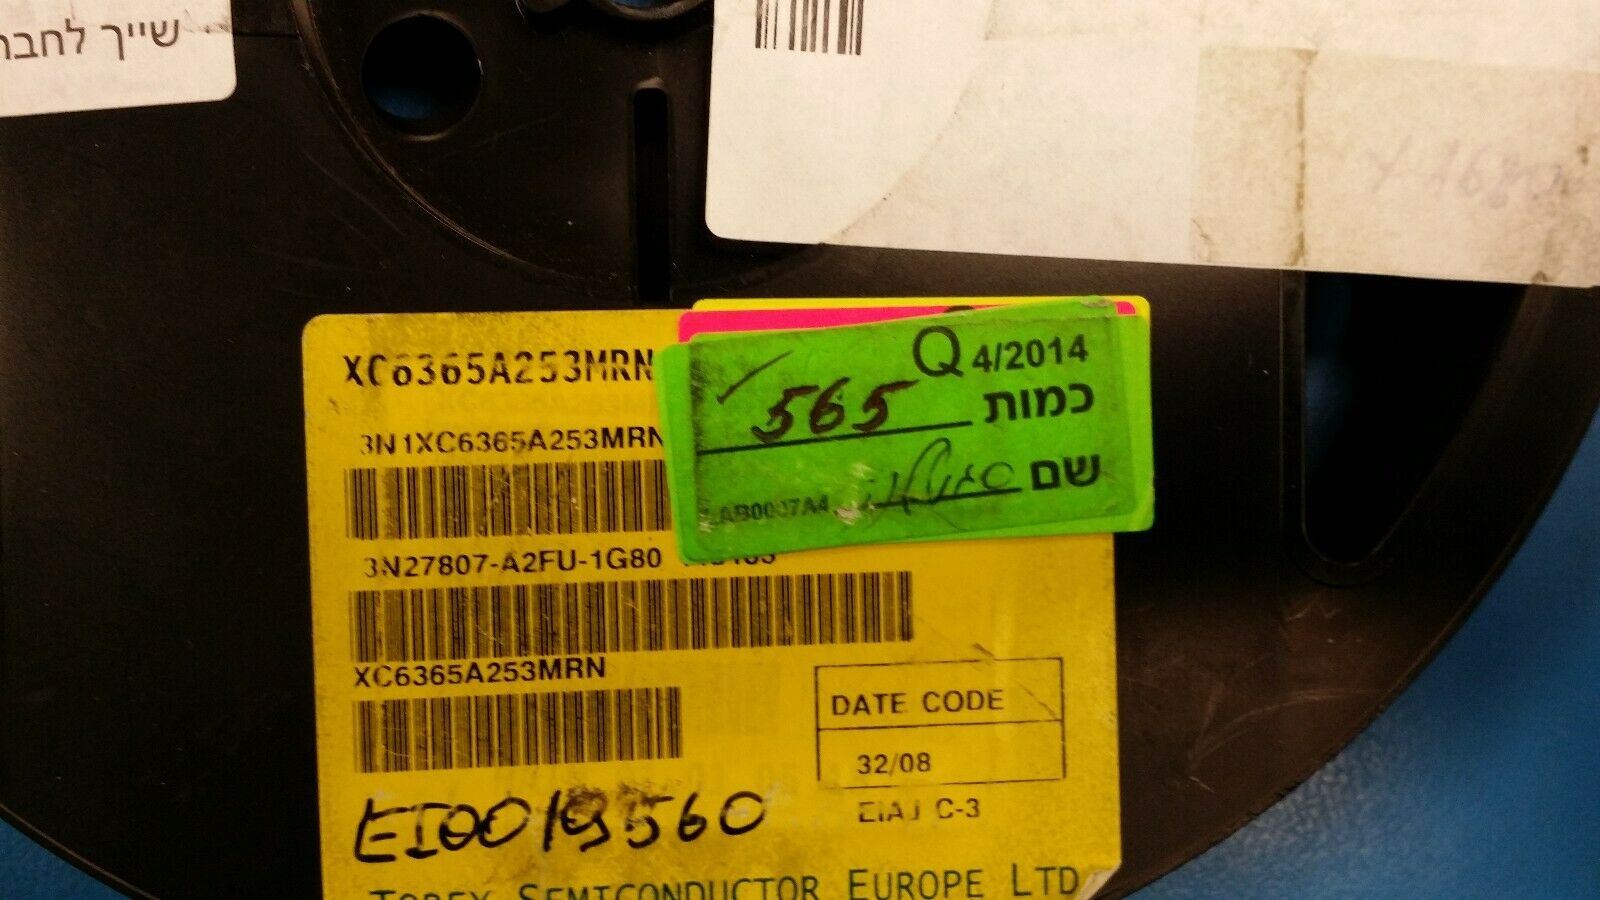 שייך לחבר
XC6365A253MRN
3N1XC6365A253MRN
3N27807-A2FU-1G80
XC6365A253MRN
DATE CODE
32/08
EIAJ C-3
EI0019560
TOREX SEMICONDUCTOR EUROPE LTD
Q 4/2014
565 כמות
שם